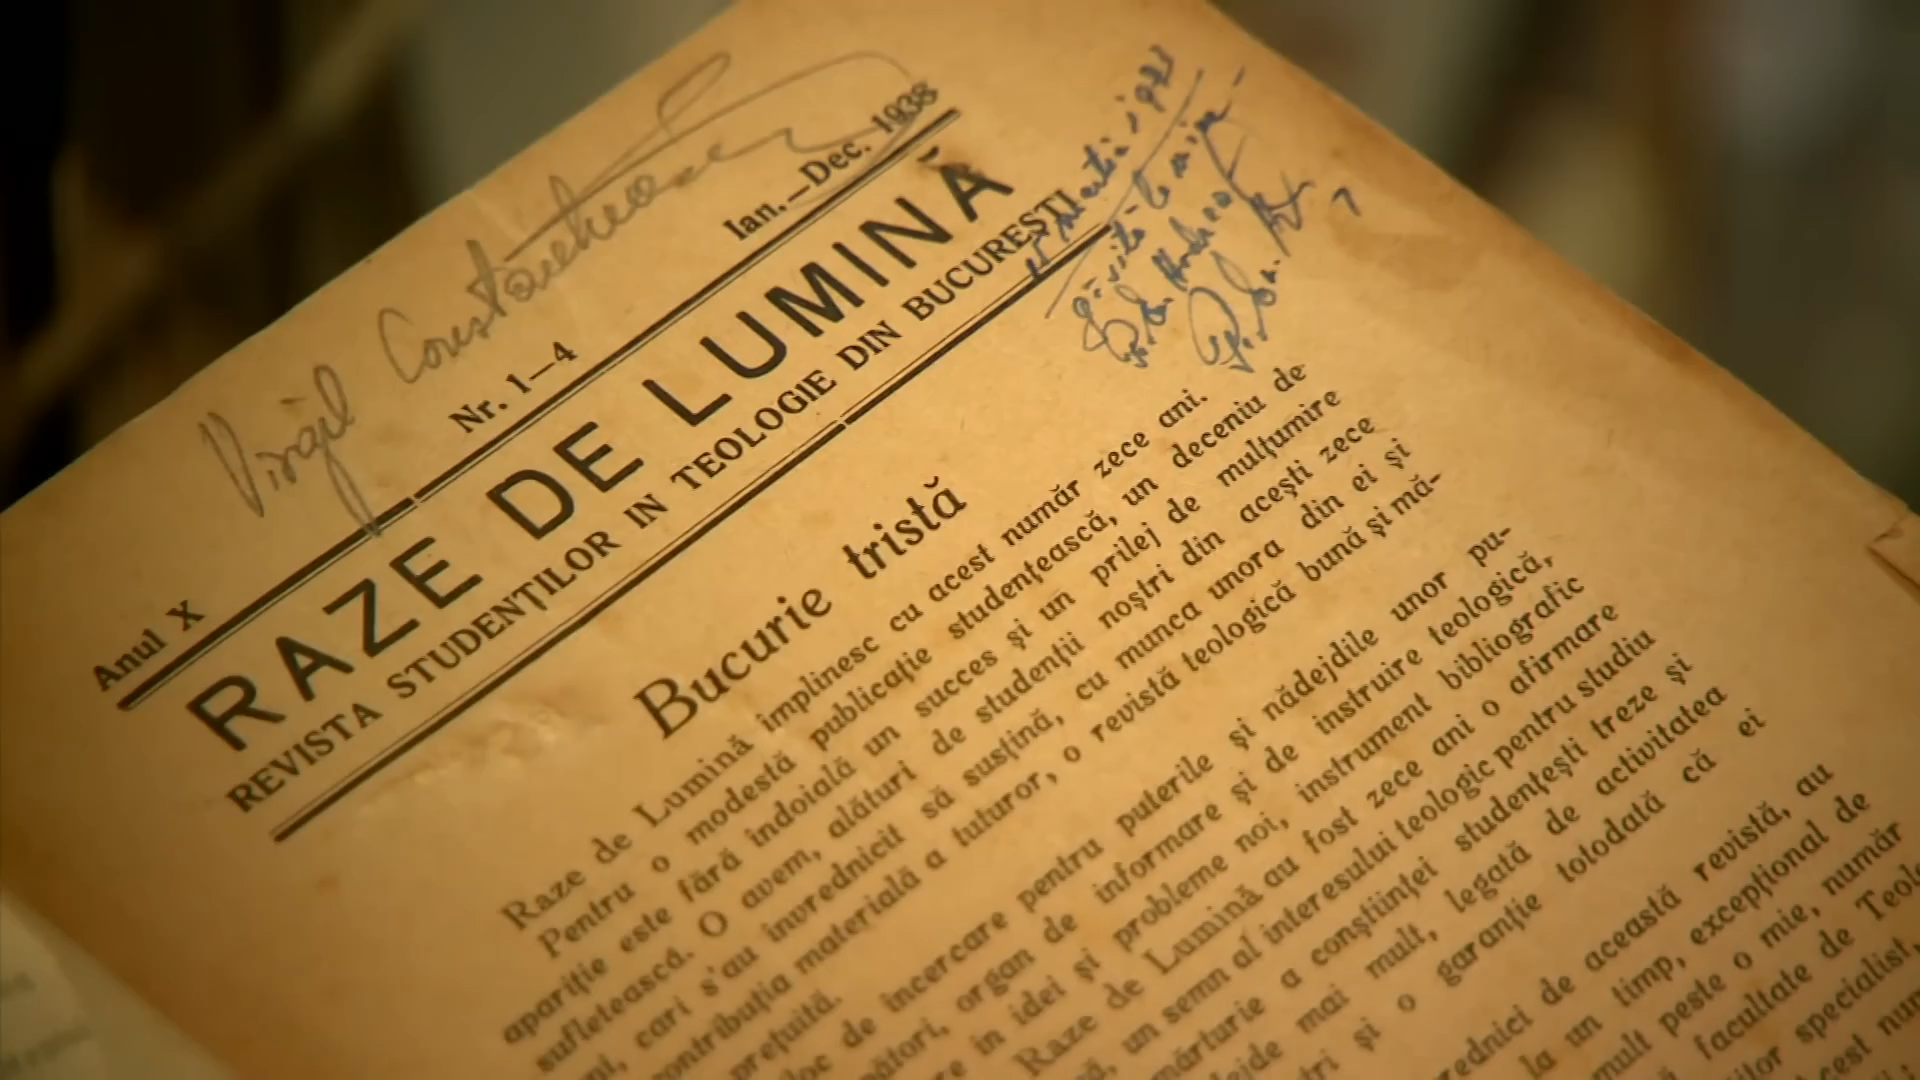 Virgil
Anul X
Nr. 1—4
Ian.—Dec. 1938
RAZE DE LUMINĂ
REVISTA STUDENȚILOR IN TEOLOGIE DIN BUCUREȘTI
Bucurie tristă
Raze de Lumină împlinesc cu acest număr zece ani.
Pentru o modestă publicație studențească, un deceniu de
apariție este fără îndoială un succes și un prilej de mulțumire
sufletească. O avem, alături de studenții noștri din acești zece
ani, cari s'au învrednicit să susțină, cu munca unora din ei și
contribuția materială a tuturor, o revistă teologică bună și mă-
prețuită.
loc de încercare pentru puterile și nădejdile unor pu-
organ de informare și de instruire teologică,
in idei și probleme noi, instrument bibliografic
Raze de Lumină au fost zece ani o afirmare
un semn al interesului teologic pentru studiu
mărturie a conștiinței studențești treze și
mai mult, legată de activitatea
și o garanție totodată că ei
de această revistă, au
la un timp, excepțional de
mult peste o mie, număr
facultate de
specialist,